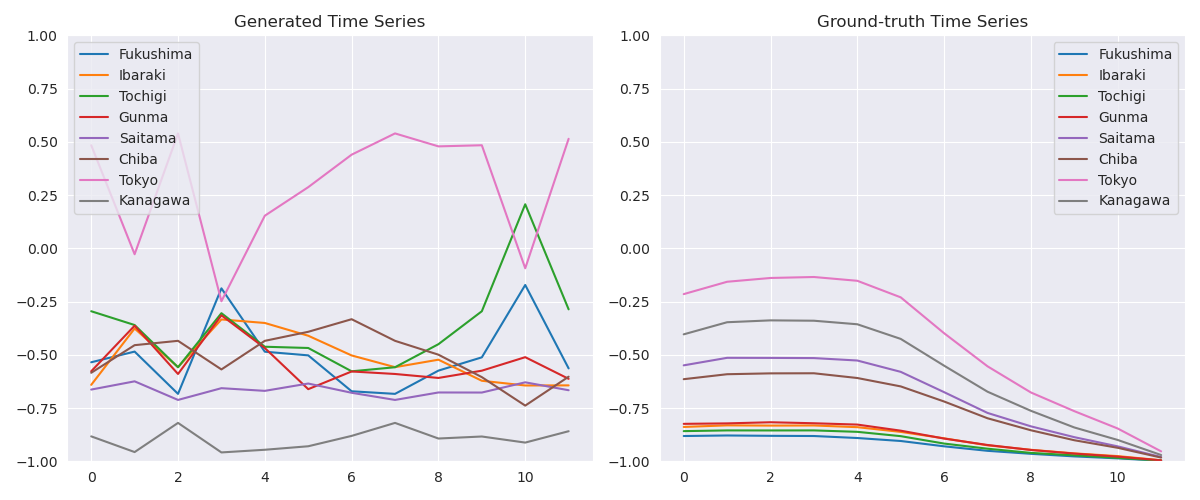 Generated Time Series
1.00
0.75
0.50
0.25
0.00
−0.25
−0.50
−0.75
−1.00
0 2 4 6 8 10
Fukushima
Ibaraki
Tochigi
Gunma
Saitama
Chiba
Tokyo
Kanagawa
Ground-truth Time Series
1.00
0.75
0.50
0.25
0.00
−0.25
−0.50
−0.75
−1.00
0 2 4 6 8 10
Fukushima
Ibaraki
Tochigi
Gunma
Saitama
Chiba
Tokyo
Kanagawa